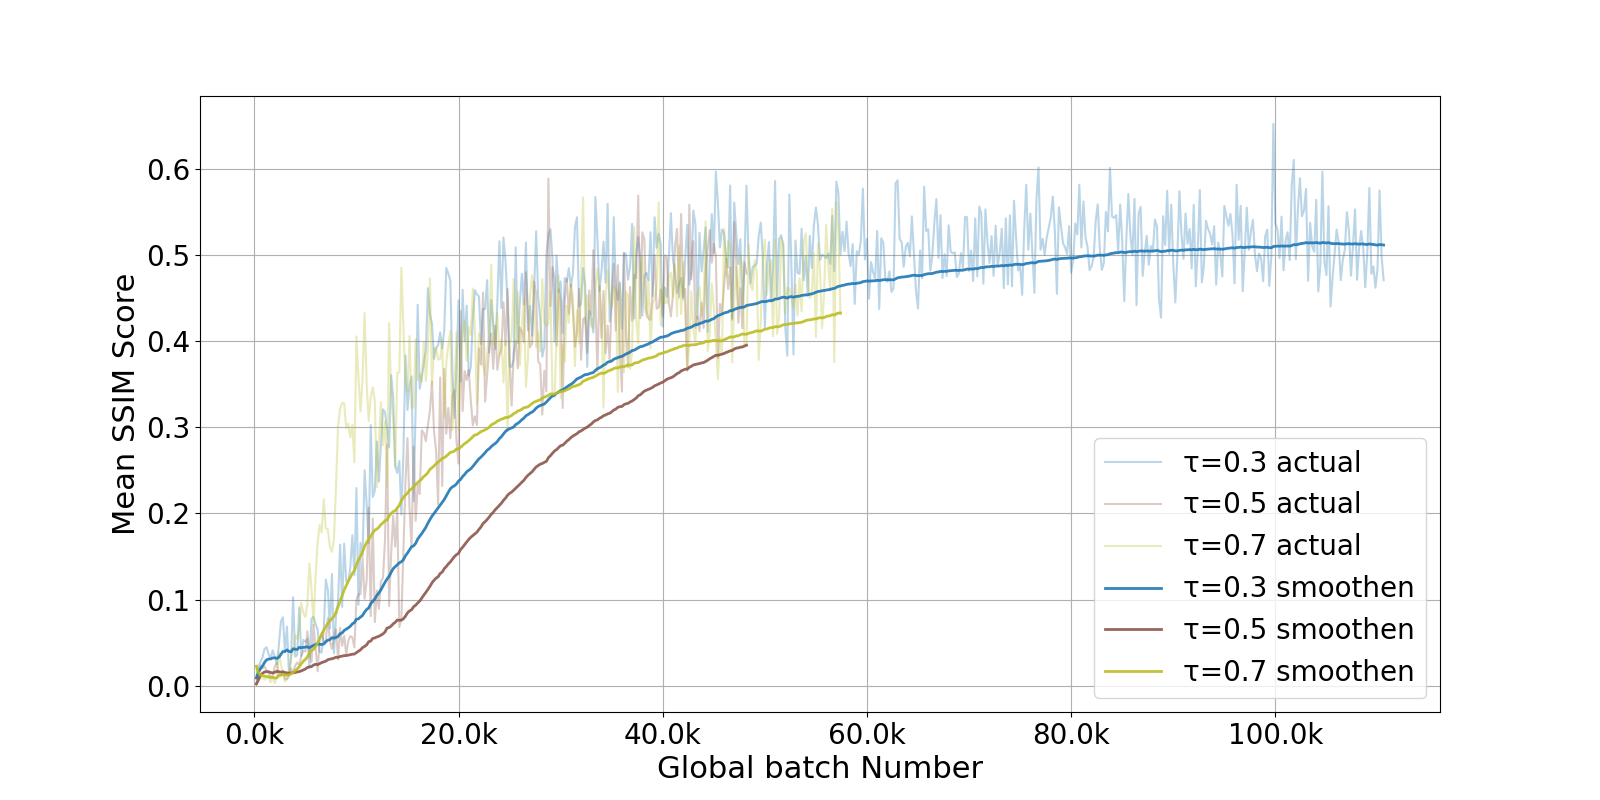 Mean SSIM Score
0.6
0.5
0.4
0.3
0.2
0.1
0.0
0.0k 20.0k 40.0k 60.0k 80.0k 100.0k
Global batch Number
τ=0.3 actual
τ=0.5 actual
τ=0.7 actual
τ=0.3 smoothen
τ=0.5 smoothen
τ=0.7 smoothen